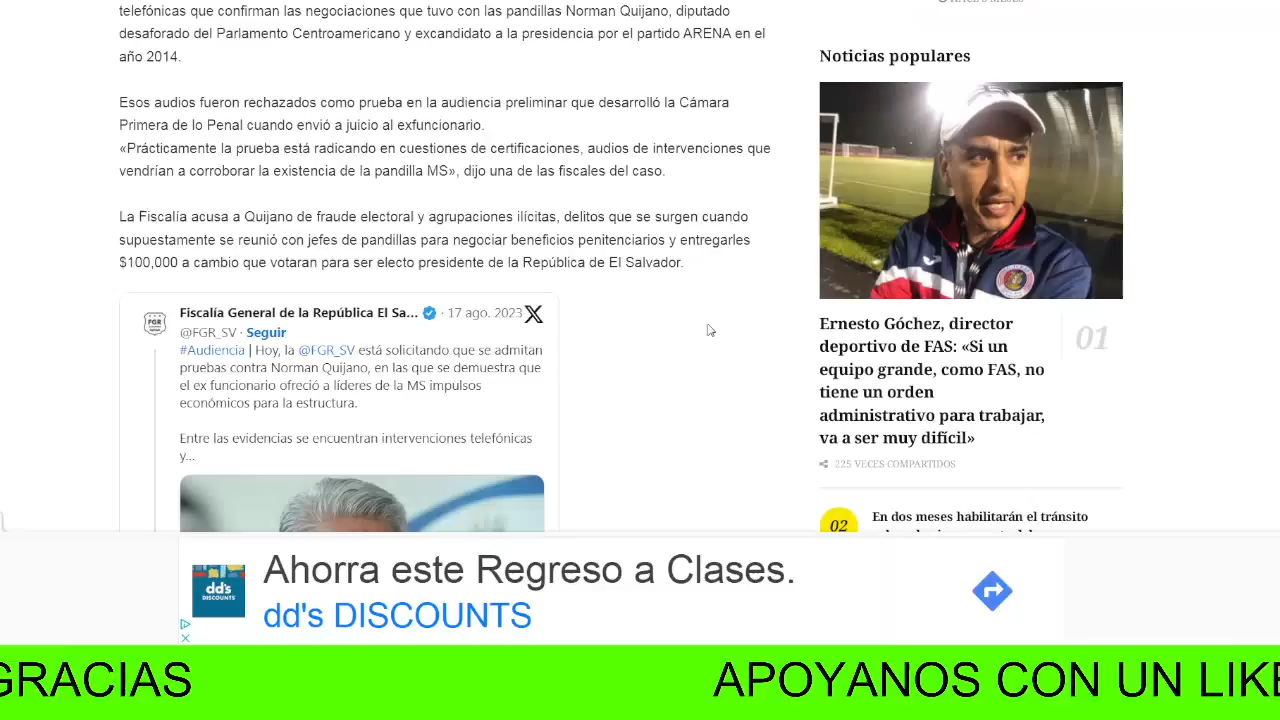 telefónicas que confirman las negociaciones que tuvo con las pandillas Norman Quijano, diputado
desaforado del Parlamento Centroamericano y excandidato a la presidencia por el partido ARENA en el
año 2014.
Esos audios fueron rechazados como prueba en la audiencia preliminar que desarrolló la Cámara
Primera de lo Penal cuando envió a juicio al exfuncionario.
«Prácticamente la prueba está radicando en cuestiones de certificaciones, audios de intervenciones que
vendrían a corroborar la existencia de la pandilla MS», dijo una de las fiscales del caso.
La Fiscalía acusa a Quijano de fraude electoral y agrupaciones ilícitas, delitos que se surgen cuando
supuestamente se reunió con jefes de pandillas para negociar beneficios penitenciarios y entregarles
$100,000 a cambio que votaran para ser electo presidente de la República de El Salvador.
FGR
Fiscalía General de la República El Sa... · 17 ago. 2023
@FGR_SV · Seguir
#Audiencia | Hoy, la @FGR_SV está solicitando que se admitan
pruebas contra Norman Quijano, en las que se demuestra que
el ex funcionario ofreció a líderes de la MS impulsos
económicos para la estructura.
Entre las evidencias se encuentran intervenciones telefónicas
y...
Noticias populares
Ernesto Góchez, director
deportivo de FAS: «Si un
equipo grande, como FAS, no
tiene un orden
administrativo para trabajar,
va a ser muy difícil»
01
225 VECES COMPARTIDOS
02
En dos meses habilitarán el tránsito
dd's
DISCOUNTS
Ahorra este Regreso a Clases.
dd's DISCOUNTS
GRACIAS
APOYANOS CON UN LIKE